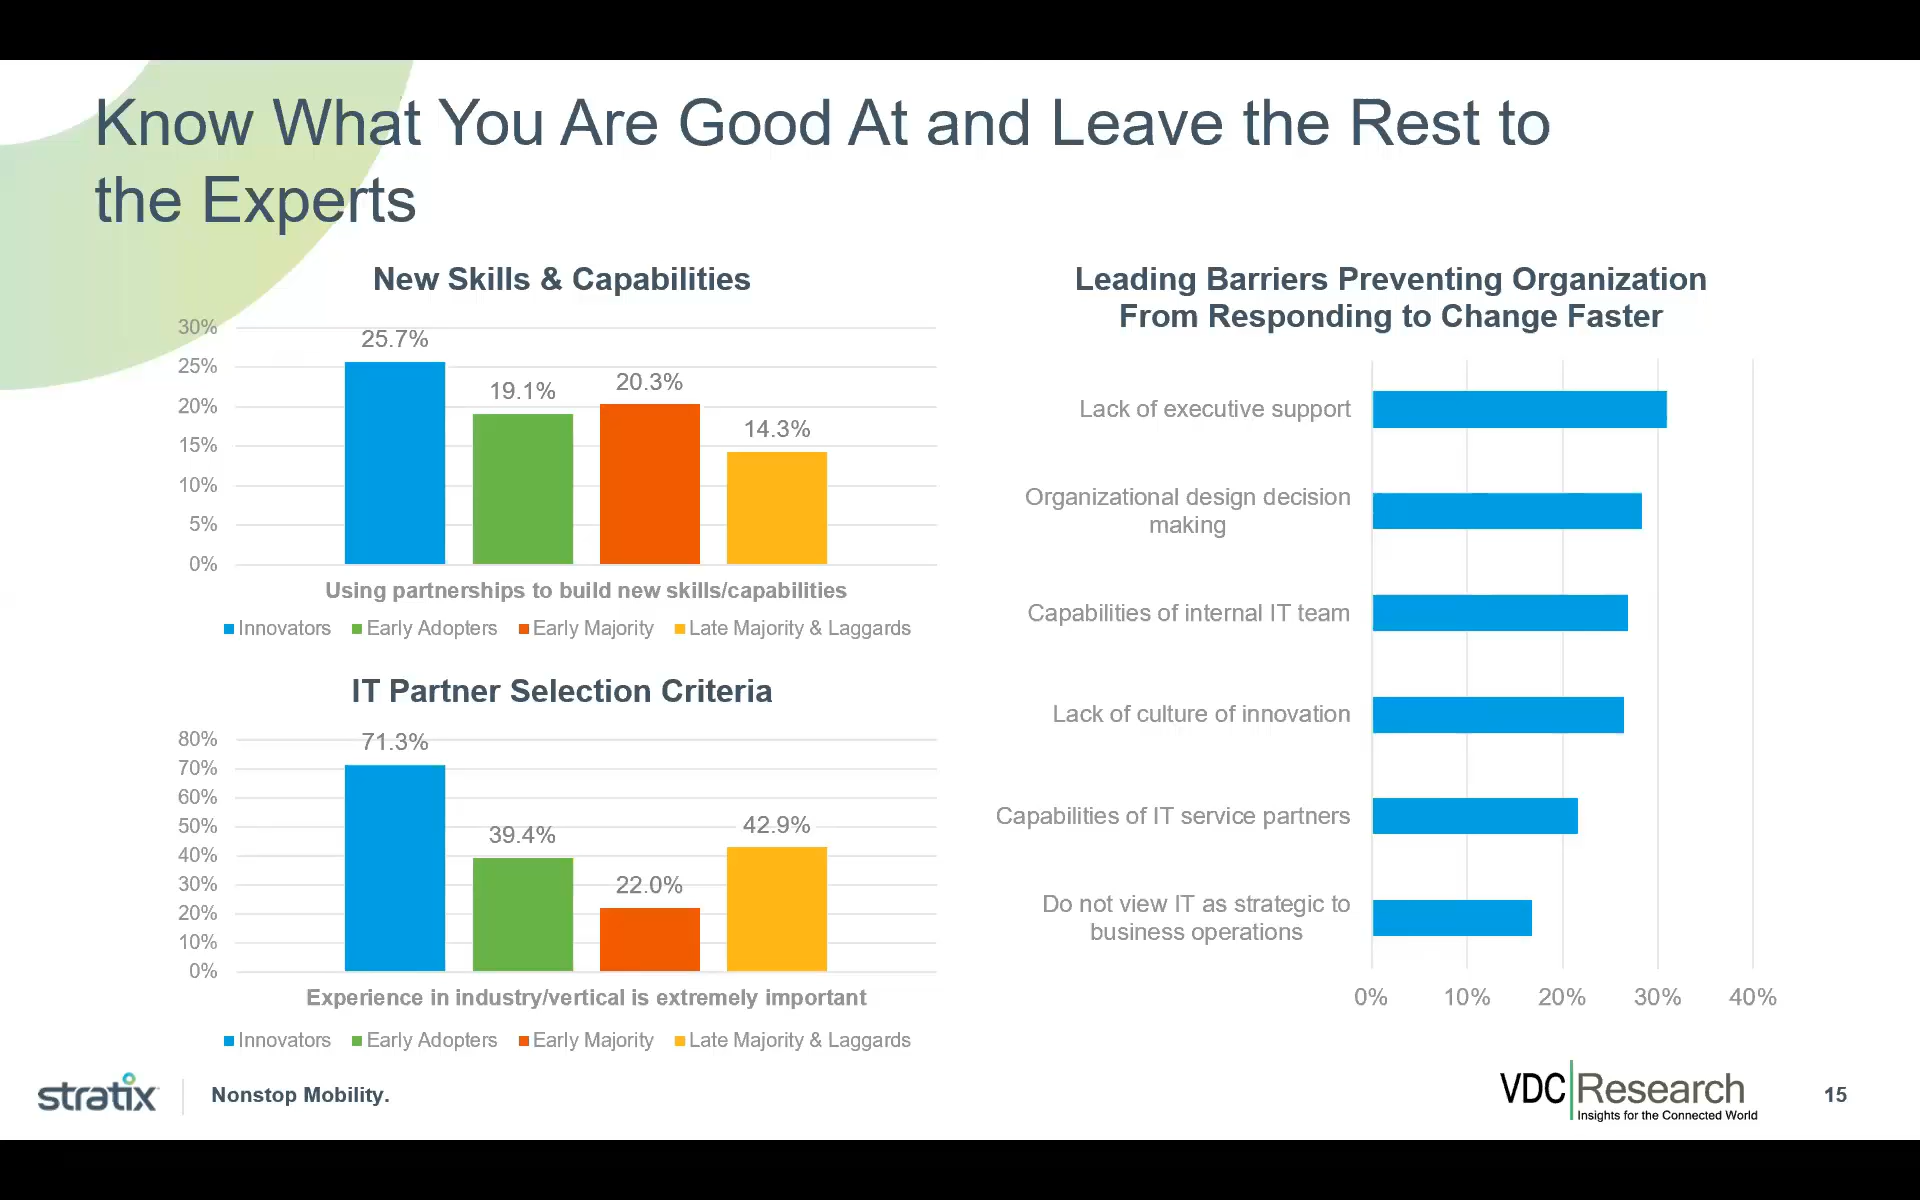 Know What You Are Good At and Leave the Rest to
the Experts
New Skills & Capabilities
30%
25%
20%
15%
10%
5%
0%
25.7%
19.1%
20.3%
14.3%
Using partnerships to build new skills/capabilities
Innovators Early Adopters Early Majority Late Majority & Laggards
IT Partner Selection Criteria
80%
70%
60%
50%
40%
30%
20%
10%
0%
71.3%
39.4%
22.0%
42.9%
Experience in industry/vertical is extremely important
Innovators Early Adopters Early Majority Late Majority & Laggards
Leading Barriers Preventing Organization
From Responding to Change Faster
Lack of executive support
Organizational design decision
making
Capabilities of internal IT team
Lack of culture of innovation
Capabilities of IT service partners
Do not view IT as strategic to
business operations
0% 10% 20% 30% 40%
stratix
Nonstop Mobility.
VDC Research
Insights for the Connected World
15